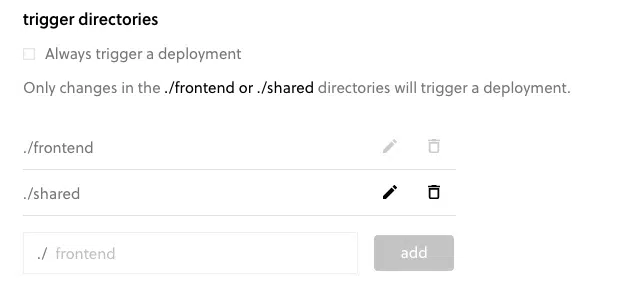 trigger directories
Always trigger a deployment
Only changes in the ./frontend or ./shared directories will trigger a deployment.
./frontend
./shared
./ frontend
add